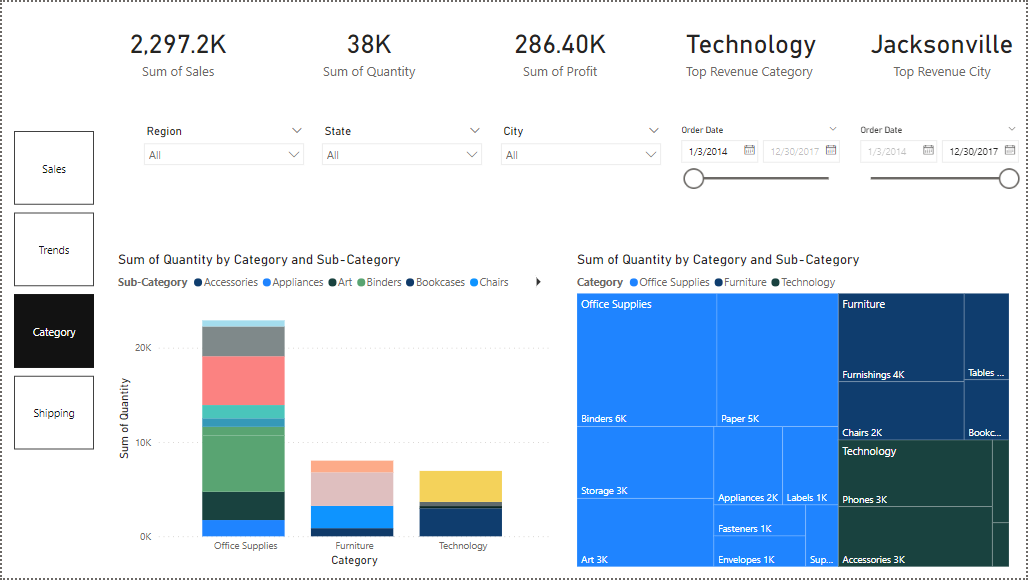 2,297.2K
Sum of Sales
38K
Sum of Quantity
286.40K
Sum of Profit
Technology
Top Revenue Category
Jacksonville
Top Revenue City
Region
All
State
All
City
All
Order Date
1/3/2014
12/30/2017
Order Date
1/3/2014
12/30/2017
Sales
Trends
Category
Shipping
Sum of Quantity by Category and Sub-Category
Sub-Category Accessories Appliances Art Binders Bookcases Chairs
Sum of Quantity
20K
10K
0K
Office Supplies
Furniture
Technology
Category
Sum of Quantity by Category and Sub-Category
Category Office Supplies Furniture Technology
Office Supplies
Binders 6K
Paper 5K
Storage 3K
Appliances 2K
Labels 1K
Art 3K
Fasteners 1K
Envelopes 1K
Sup...
Furniture
Furnishings 4K
Tables ...
Chairs 2K
Bookc...
Technology
Phones 3K
Accessories 3K